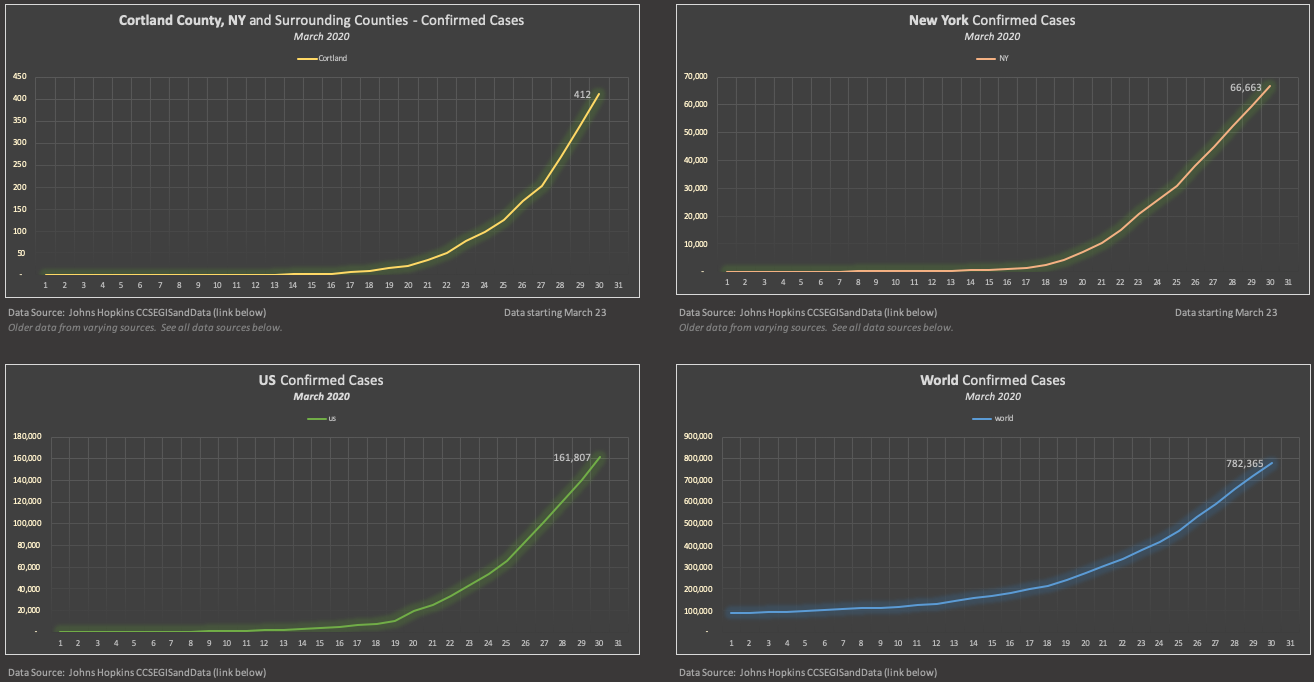 Cortland County, NY and Surrounding Counties - Confirmed Cases
March 2020
Cortland
450
400
350
300
250
200
150
100
50
-
412
1 2 3 4 5 6 7 8 9 10 11 12 13 14 15 16 17 18 19 20 21 22 23 24 25 26 27 28 29 30 31
Data Source: Johns Hopkins CCSEGISandData (link below) Data starting March 23
Older data from varying sources. See all data sources below.
New York Confirmed Cases
March 2020
NY
70,000
60,000
50,000
40,000
30,000
20,000
10,000
-
66,663
1 2 3 4 5 6 7 8 9 10 11 12 13 14 15 16 17 18 19 20 21 22 23 24 25 26 27 28 29 30 31
Data Source: Johns Hopkins CCSEGISandData (link below) Data starting March 23
Older data from varying sources. See all data sources below.
US Confirmed Cases
March 2020
us
180,000
160,000
140,000
120,000
100,000
80,000
60,000
40,000
20,000
-
161,807
1 2 3 4 5 6 7 8 9 10 11 12 13 14 15 16 17 18 19 20 21 22 23 24 25 26 27 28 29 30 31
Data Source: Johns Hopkins CCSEGISandData (link below)
World Confirmed Cases
March 2020
world
900,000
800,000
700,000
600,000
500,000
400,000
300,000
200,000
100,000
-
782,365
1 2 3 4 5 6 7 8 9 10 11 12 13 14 15 16 17 18 19 20 21 22 23 24 25 26 27 28 29 30 31
Data Source: Johns Hopkins CCSEGISandData (link below)